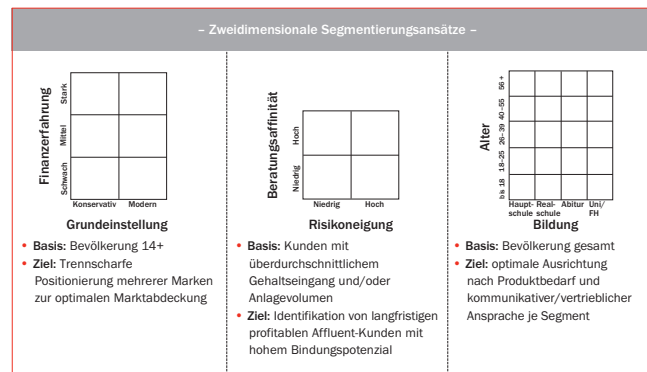 – Zweidimensionale Segmentierungsansätze –
Finanzerfahrung
Stark
Mittel
Schwach
Konservativ Modern
Grundeinstellung
• Basis: Bevölkerung 14+
• Ziel: Trennscharfe
Positionierung mehrerer Marken
zur optimalen Marktabdeckung
Beratungsaffinität
Hoch
Niedrig
Niedrig Hoch
Risikoneigung
• Basis: Kunden mit
überdurchschnittlichem
Gehaltseingang und/oder
Anlagevolumen
• Ziel: Identifikation von langfristigen
profitablen Affluent-Kunden mit
hohem Bindungspotenzial
Alter
56 +
40–55
26–39
18–25
bis 18
Haupt- Real- Abitur Uni/
schule schule FH
Bildung
• Basis: Bevölkerung gesamt
• Ziel: optimale Ausrichtung
nach Produktbedarf und
kommunikativer/vertrieblicher
Ansprache je Segment